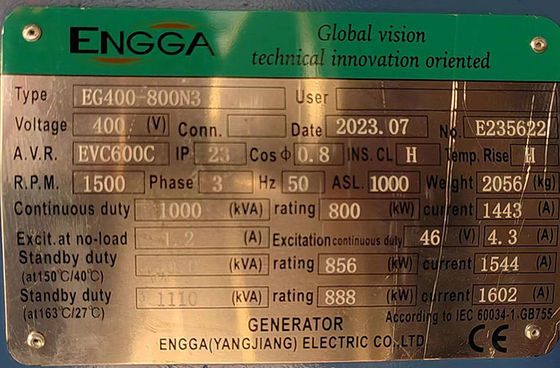 ENGGA Global vision
technical innovation oriented
Type EG400-800N3 User
Voltage 400 (V) Conn. Date 2023.07 No. E235622
A.V.R. EVC600C IP 23 CosΦ 0.8 INS.CL H Temp. Rise H
R.P.M. 1500 Phase 3 Hz 50 ASL. 1000 Weight 2056 (kg)
Continuous duty 1000 (kVA) rating 800 (kW) current 1443 (A)
Excit.at no-load 1.2 (A) Excitation continuous duty 46 (V) 4.3 (A)
Standby duty (kVA) rating 856 (kW) current 1544 (A)
(at150℃/40℃)
Standby duty 1110 (kVA) rating 888 (kW) current 1602 (A)
(at163℃/27℃)
According to IEC 60034-1 GB755
GENERATOR
ENGGA(YANGJIANG) ELECTRIC CO.,LTD CE